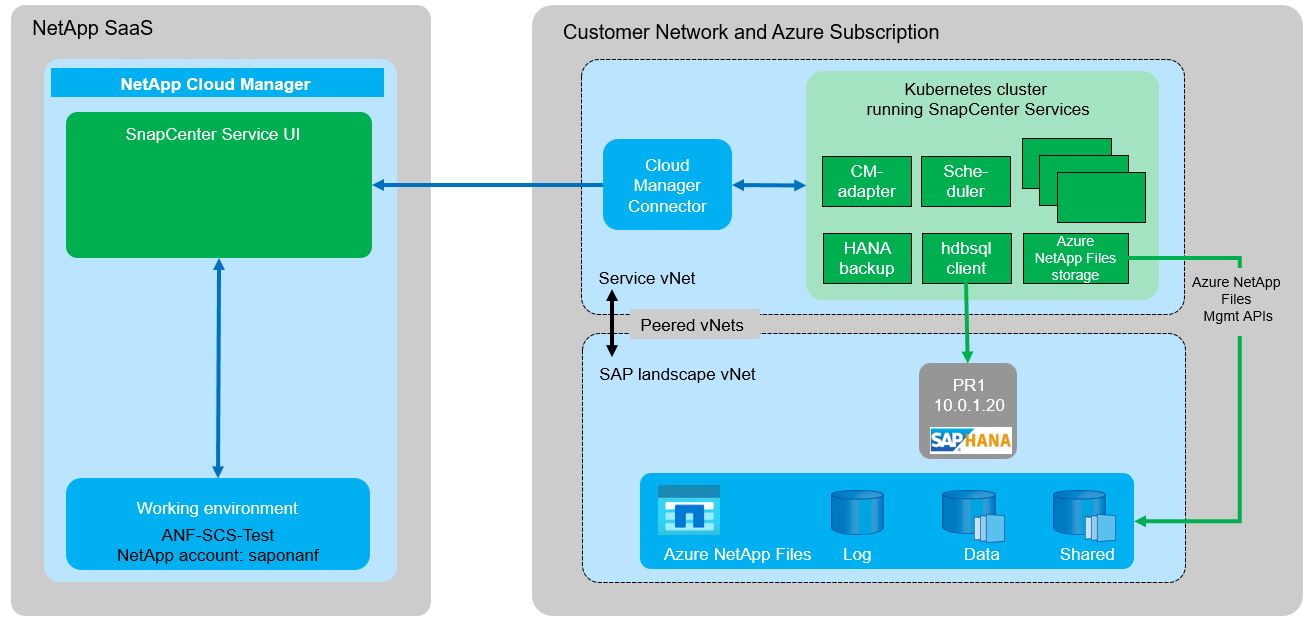 NetApp SaaS
NetApp Cloud Manager
SnapCenter Service UI
Working environment
ANF-SCS-Test
NetApp account: saponanf
Customer Network and Azure Subscription
Cloud
Manager
Connector
Kubernetes cluster
running SnapCenter Services
CM-
adapter
Sche-
duler
HANA
backup
hdbsql
client
Azure
NetApp Files
storage
Azure NetApp
Files
Mgmt APIs
Service vNet
Peered vNets
SAP landscape vNet
PR1
10.0.1.20
SAP HANA
Azure NetApp Files
Log
Data
Shared